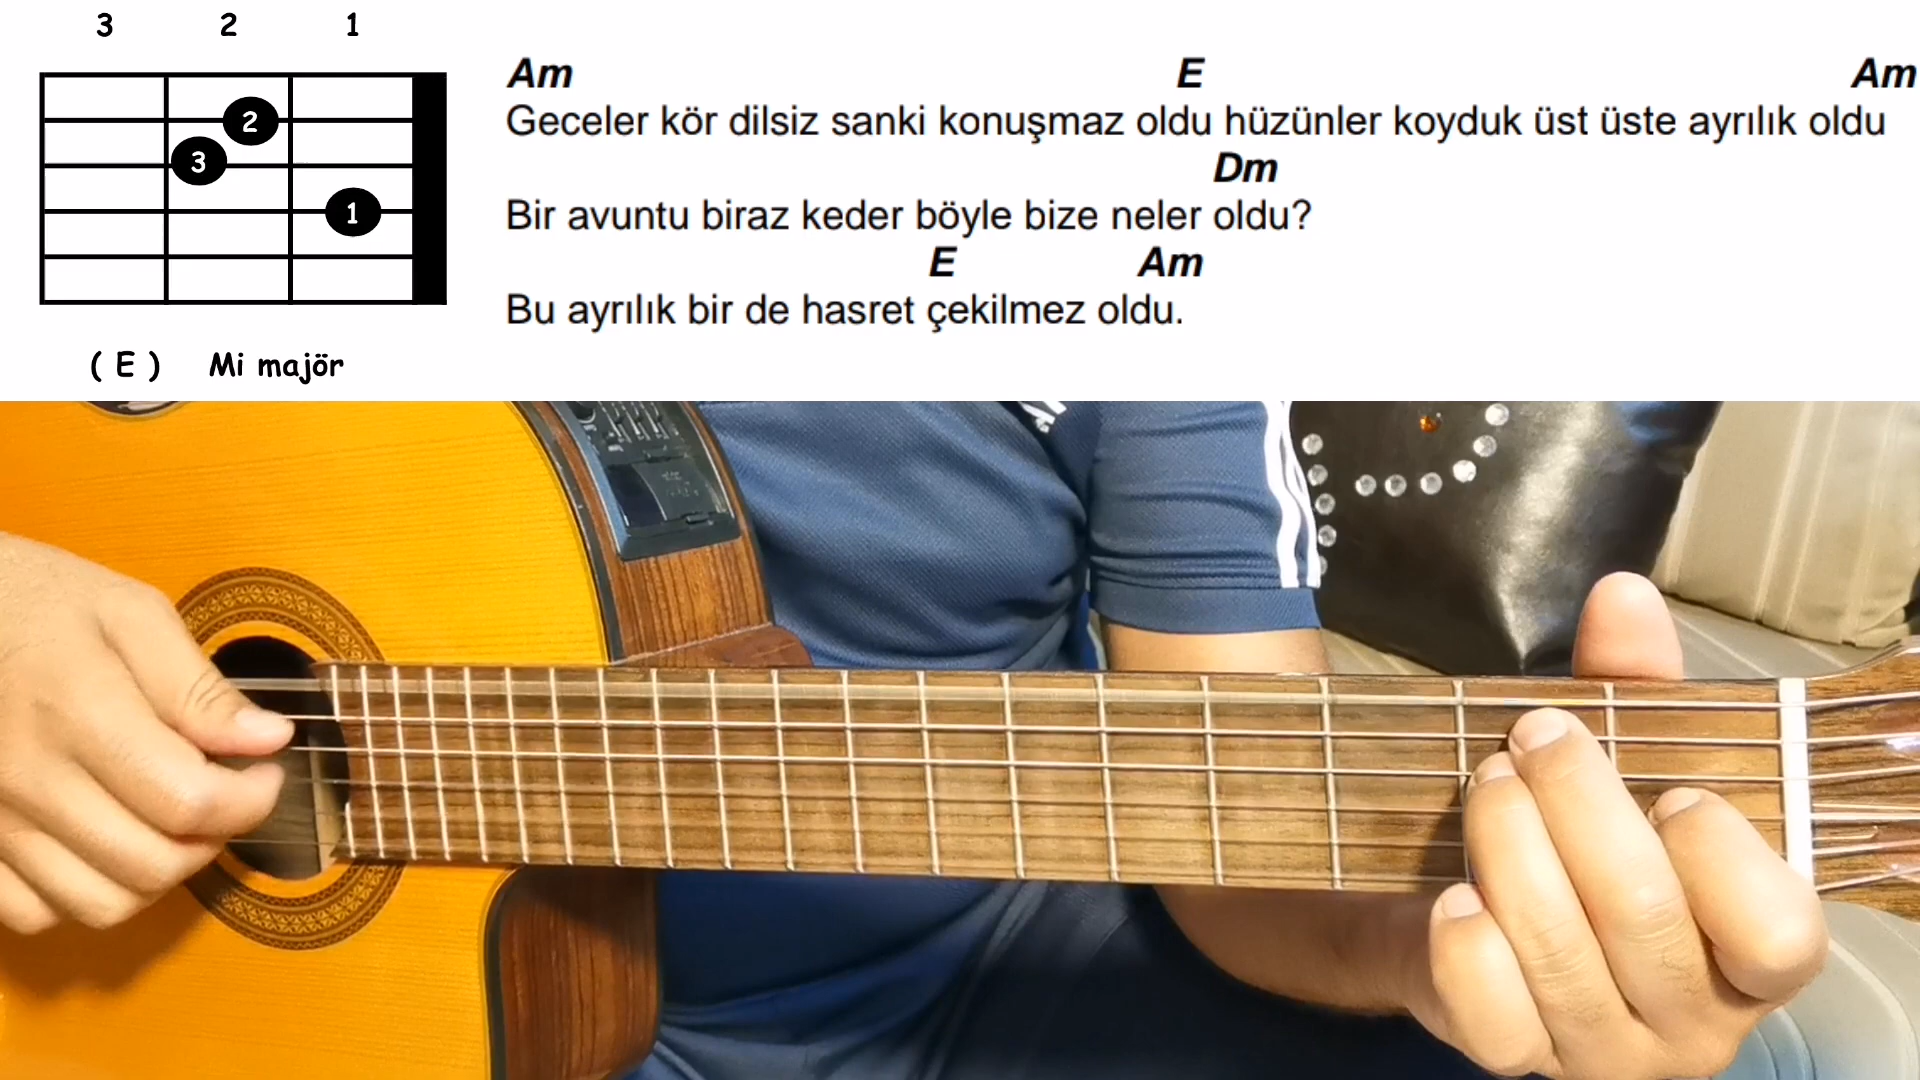 3 2 1
2
3
1
( E ) Mi majör
Am E Am
Geceler kör dilsiz sanki konuşmaz oldu hüzünler koyduk üst üste ayrılık oldu
Dm
Bir avuntu biraz keder böyle bize neler oldu?
E Am
Bu ayrılık bir de hasret çekilmez oldu.